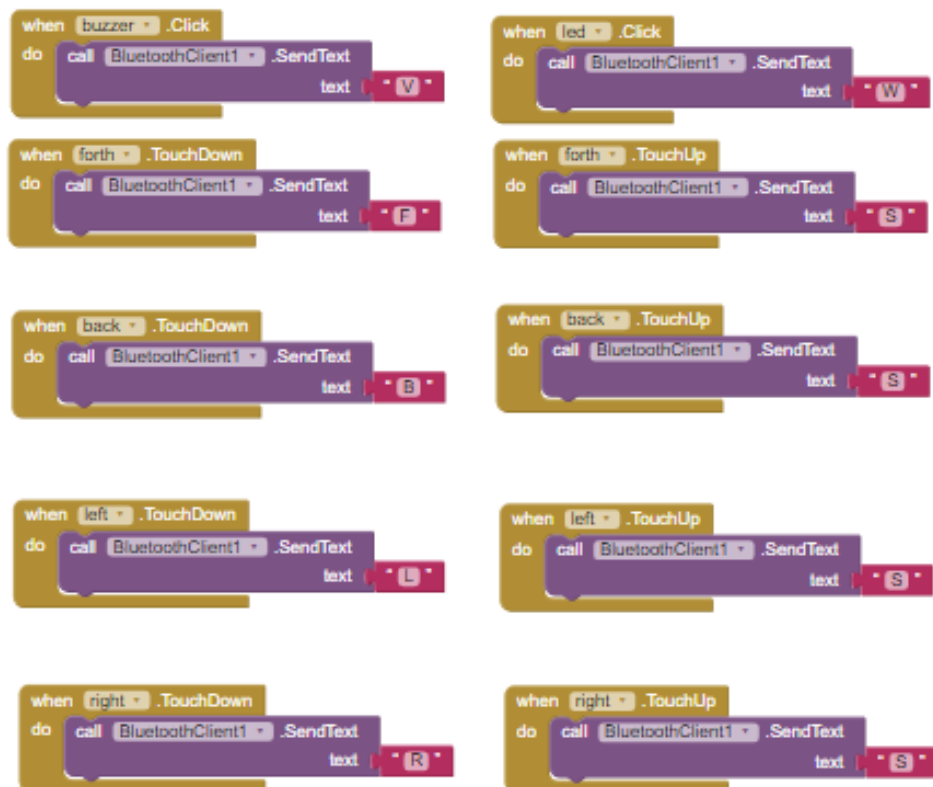 when buzzer .Click
do call BluetoothClient1 .SendText
text "V"
when led .Click
do call BluetoothClient1 .SendText
text "W"
when forth .TouchDown
do call BluetoothClient1 .SendText
text "F"
when forth .TouchUp
do call BluetoothClient1 .SendText
text "S"
when back .TouchDown
do call BluetoothClient1 .SendText
text "B"
when back .TouchUp
do call BluetoothClient1 .SendText
text "S"
when left .TouchDown
do call BluetoothClient1 .SendText
text "L"
when left .TouchUp
do call BluetoothClient1 .SendText
text "S"
when right .TouchDown
do call BluetoothClient1 .SendText
text "R"
when right .TouchUp
do call BluetoothClient1 .SendText
text "S"